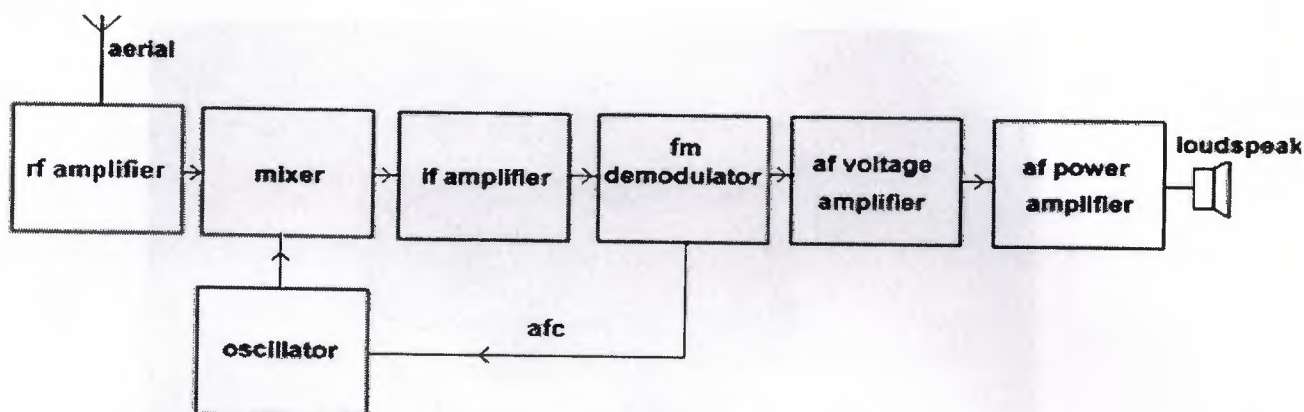 aerial
rf amplifier
mixer
if amplifier
fm
demodulator
af voltage
amplifier
af power
amplifier
loudspeak
oscillator
afc